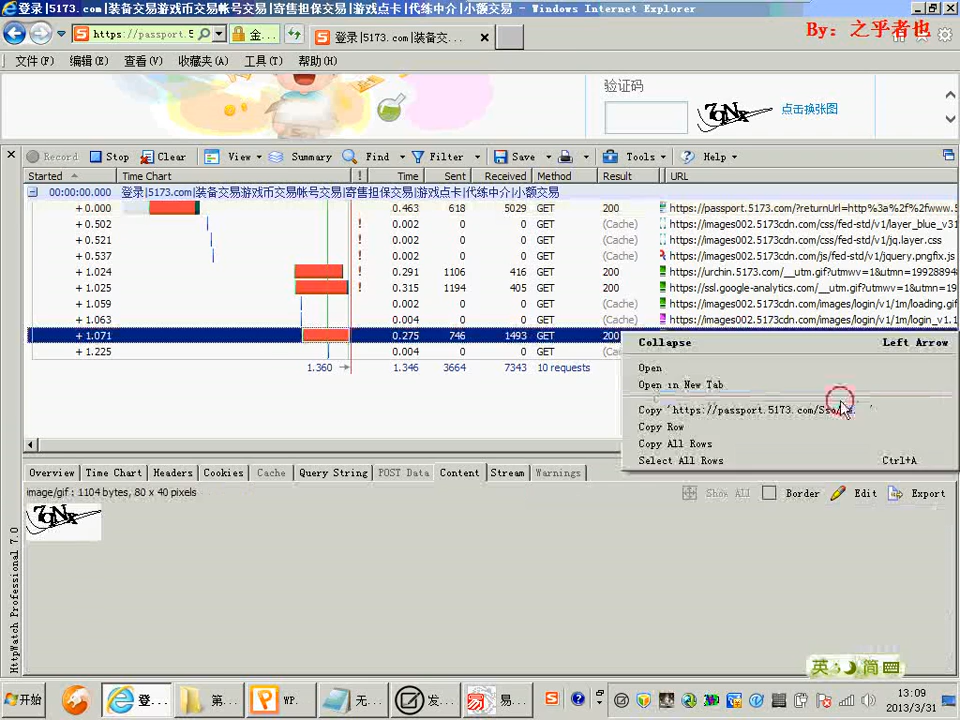 登录|5173.com|装备交易游戏币交易帐号交易|寄售担保交易|游戏点卡|代练中介|小额交易 - Windows Internet Explorer
https://passport.5
金...
登录|5173.com|装备交...
By：之乎者也
文件(F) 编辑(E) 查看(V) 收藏夹(A) 工具(T) 帮助(H)
验证码
7QNx
点击换张图
Record Stop Clear View Summary Find Filter Save Tools Help
Started Time Chart ! Time Sent Received Method Result URL
00:00:00.000 登录|5173.com|装备交易游戏币交易帐号交易|寄售担保交易|游戏点卡|代练中介|小额交易
+ 0.000 0.463 618 5029 GET 200 https://passport.5173.com/?returnUrl=http%3a%2f%2fwww.5
+ 0.502 ! 0.002 0 0 GET (Cache) https://images002.5173cdn.com/css/fed-std/v1/layer_blue_v31
+ 0.521 ! 0.002 0 0 GET (Cache) https://images002.5173cdn.com/css/fed-std/v1/jq.layer.css
+ 0.537 ! 0.002 0 0 GET (Cache) https://images002.5173cdn.com/js/fed-std/v1/jquery.pngfix.js
+ 1.024 ! 0.291 1106 416 GET 200 https://urchin.5173.com/__utm.gif?utmwv=1&utmn=19928894
+ 1.025 ! 0.315 1194 405 GET 200 https://ssl.google-analytics.com/__utm.gif?utmwv=1&utmn=19
+ 1.059 0.002 0 0 GET (Cache) https://images002.5173cdn.com/images/login/v1/1m/loading.gif
+ 1.063 0.004 0 0 GET (Cache) https://images002.5173cdn.com/images/login/v1/1m/login_v1.1
+ 1.071 0.275 746 1493 GET 200
+ 1.225 0.004 0 0 GET (Cache)
1.360 1.346 3664 7343 10 requests
Collapse Left Arrow
Open
Open in New Tab
Copy 'https://passport.5173.com/Sso/
Copy Row
Copy All Rows
Select All Rows Ctrl+A
Overview Time Chart Headers Cookies Cache Query String POST Data Content Stream Warnings
image/gif : 1104 bytes, 80 x 40 pixels
Show All Border Edit Export
7QNx
HttpWatch Professional 7.0
英 简
开始 登... 第... WP. 无... 发... 易...
13:09
2013/3/31